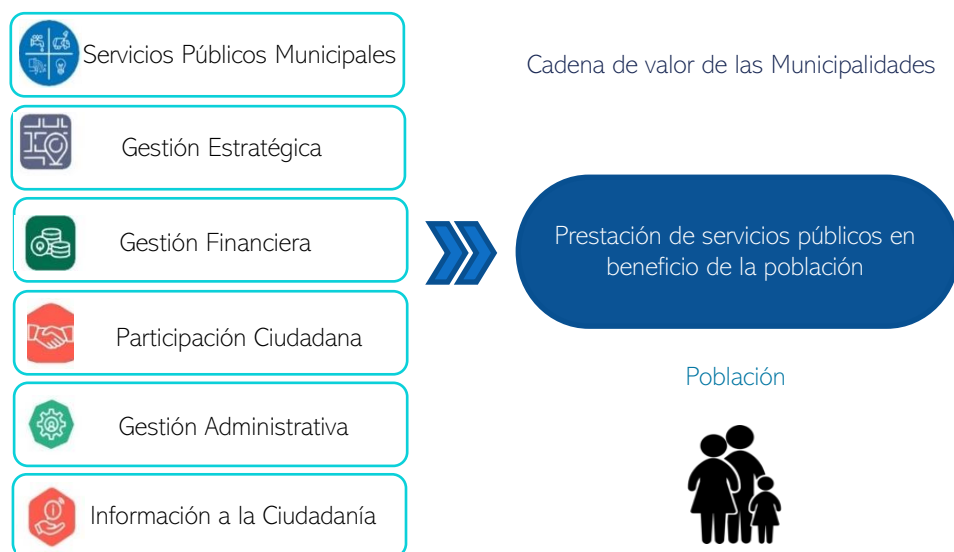 Servicios Públicos Municipales
Gestión Estratégica
Gestión Financiera
Participación Ciudadana
Gestión Administrativa
Información a la Ciudadanía
Cadena de valor de las Municipalidades
Prestación de servicios públicos en
beneficio de la población
Población